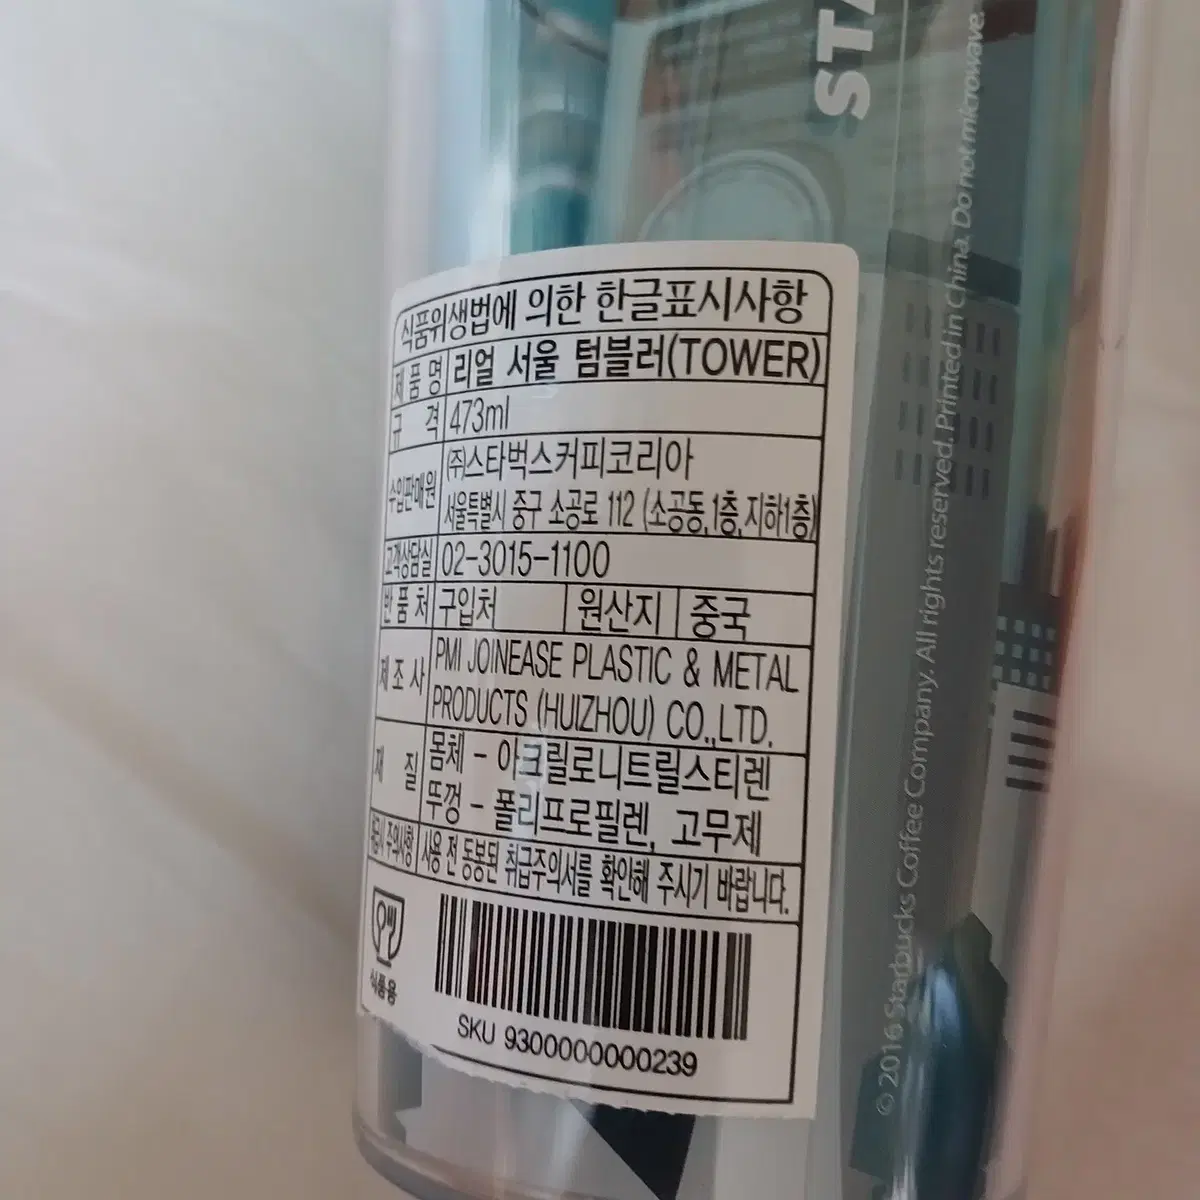 식품위생법에 의한 한글표시사항
제 품 명 리얼 서울 텀블러(TOWER)
규 격 473ml
수입판매원 (주)스타벅스커피코리아
서울특별시 중구 소공로 112 (소공동,1층,지하1층)
고객상담실 02-3015-1100
반 품 처 구입처 원산지 중국
제 조 사 PMI JOINEASE PLASTIC & METAL
PRODUCTS (HUIZHOU) CO.,LTD.
재 질 몸체 - 아크릴로니트릴스티렌
뚜껑 - 폴리프로필렌, 고무제
취급시 주의사항 사용 전 동봉된 취급주의서를 확인해 주시기 바랍니다.
식품용
SKU 9300000000239
STA
© 2016 Starbucks Coffee Company. All rights reserved. Printed in China. Do not microwave.